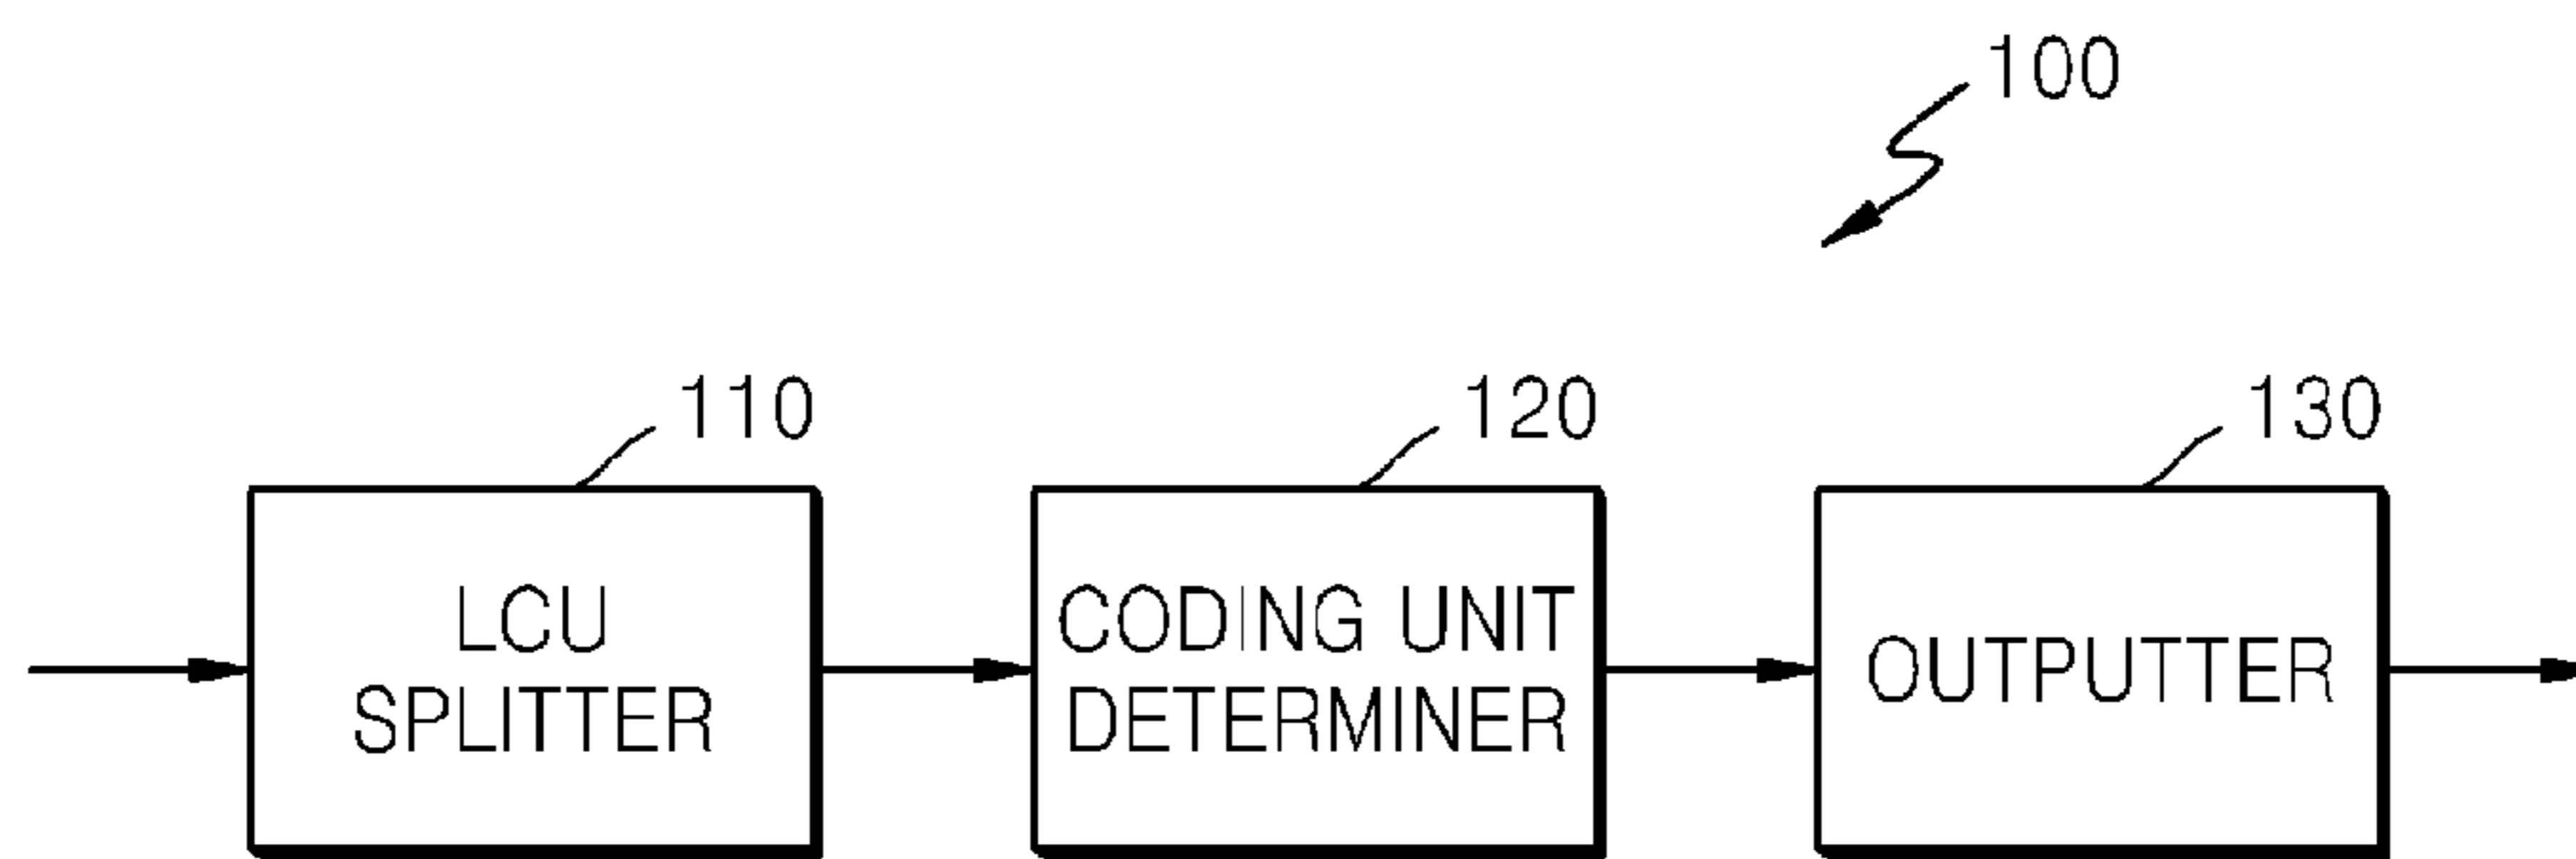 100
110
120
130
LCU
SPLITTER
CODING UNIT
DETERMINER
OUTPUTTER